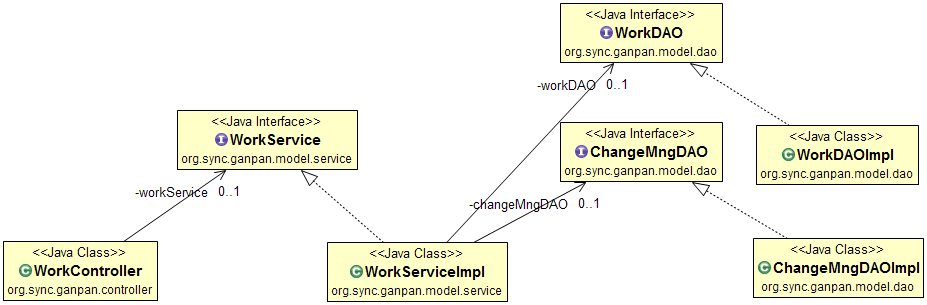 <<Java Interface>>
WorkDAO
org.sync.ganpan.model.dao
-workDAO
0..1
<<Java Interface>>
WorkService
org.sync.ganpan.model.service
<<Java Interface>>
ChangeMngDAO
org.sync.ganpan.model.dao
<<Java Class>>
WorkDAOImpl
org.sync.ganpan.model.dao
-workService
0..1
-changeMngDAO
0..1
<<Java Class>>
WorkController
org.sync.ganpan.controller
<<Java Class>>
WorkServiceImpl
org.sync.ganpan.model.service
<<Java Class>>
ChangeMngDAOImpl
org.sync.ganpan.model.dao